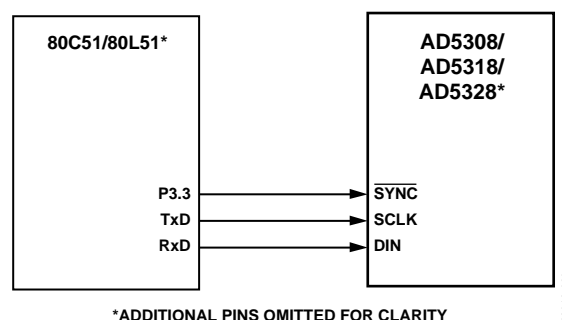 80C51/80L51*
AD5308/
AD5318/
AD5328*
P3.3
SYNC
TxD
SCLK
RxD
DIN
*ADDITIONAL PINS OMITTED FOR CLARITY